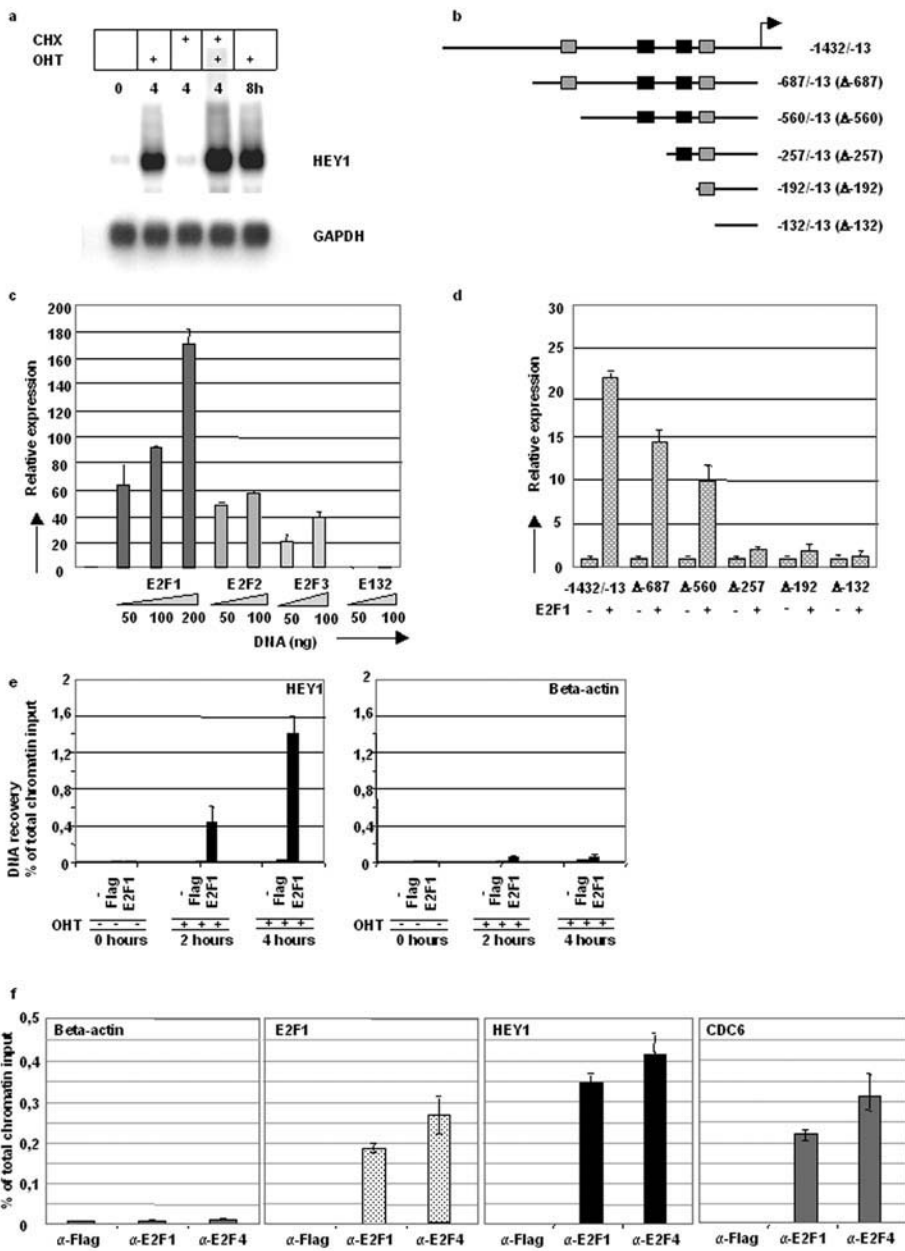 a
CHX + +
OHT + + +
0 4 4 4 8h
HEY1
GAPDH
b
-1432/-13
-687/-13 (Δ-687)
-560/-13 (Δ-560)
-257/-13 (Δ-257)
-192/-13 (Δ-192)
-132/-13 (Δ-132)
c
Relative expression
200
180
160
140
120
100
80
60
40
20
0
E2F1 E2F2 E2F3 E132
50 100 200 50 100 50 100 50 100
DNA (ng)
d
Relative expression
30
25
20
15
10
5
0
-1432/-13 Δ-687 Δ-560 Δ-257 Δ-192 Δ-132
E2F1 - + - + - + - + - + - +
e
DNA recovery
% of total chromatin input
HEY1
2
1,6
1,2
0,8
0,4
0
- Flag E2F1 - Flag E2F1 - Flag E2F1
OHT - - - + + + + + +
0 hours 2 hours 4 hours
Beta-actin
2
1,6
1,2
0,8
0,4
0
- Flag E2F1 - Flag E2F1 - Flag E2F1
OHT - - - + + + + + +
0 hours 2 hours 4 hours
f
% of total chromatin input
0,5
0,4
0,3
0,2
0,1
0
Beta-actin E2F1 HEY1 CDC6
α-Flag α-E2F1 α-E2F4 α-Flag α-E2F1 α-E2F4 α-Flag α-E2F1 α-E2F4 α-Flag α-E2F1 α-E2F4